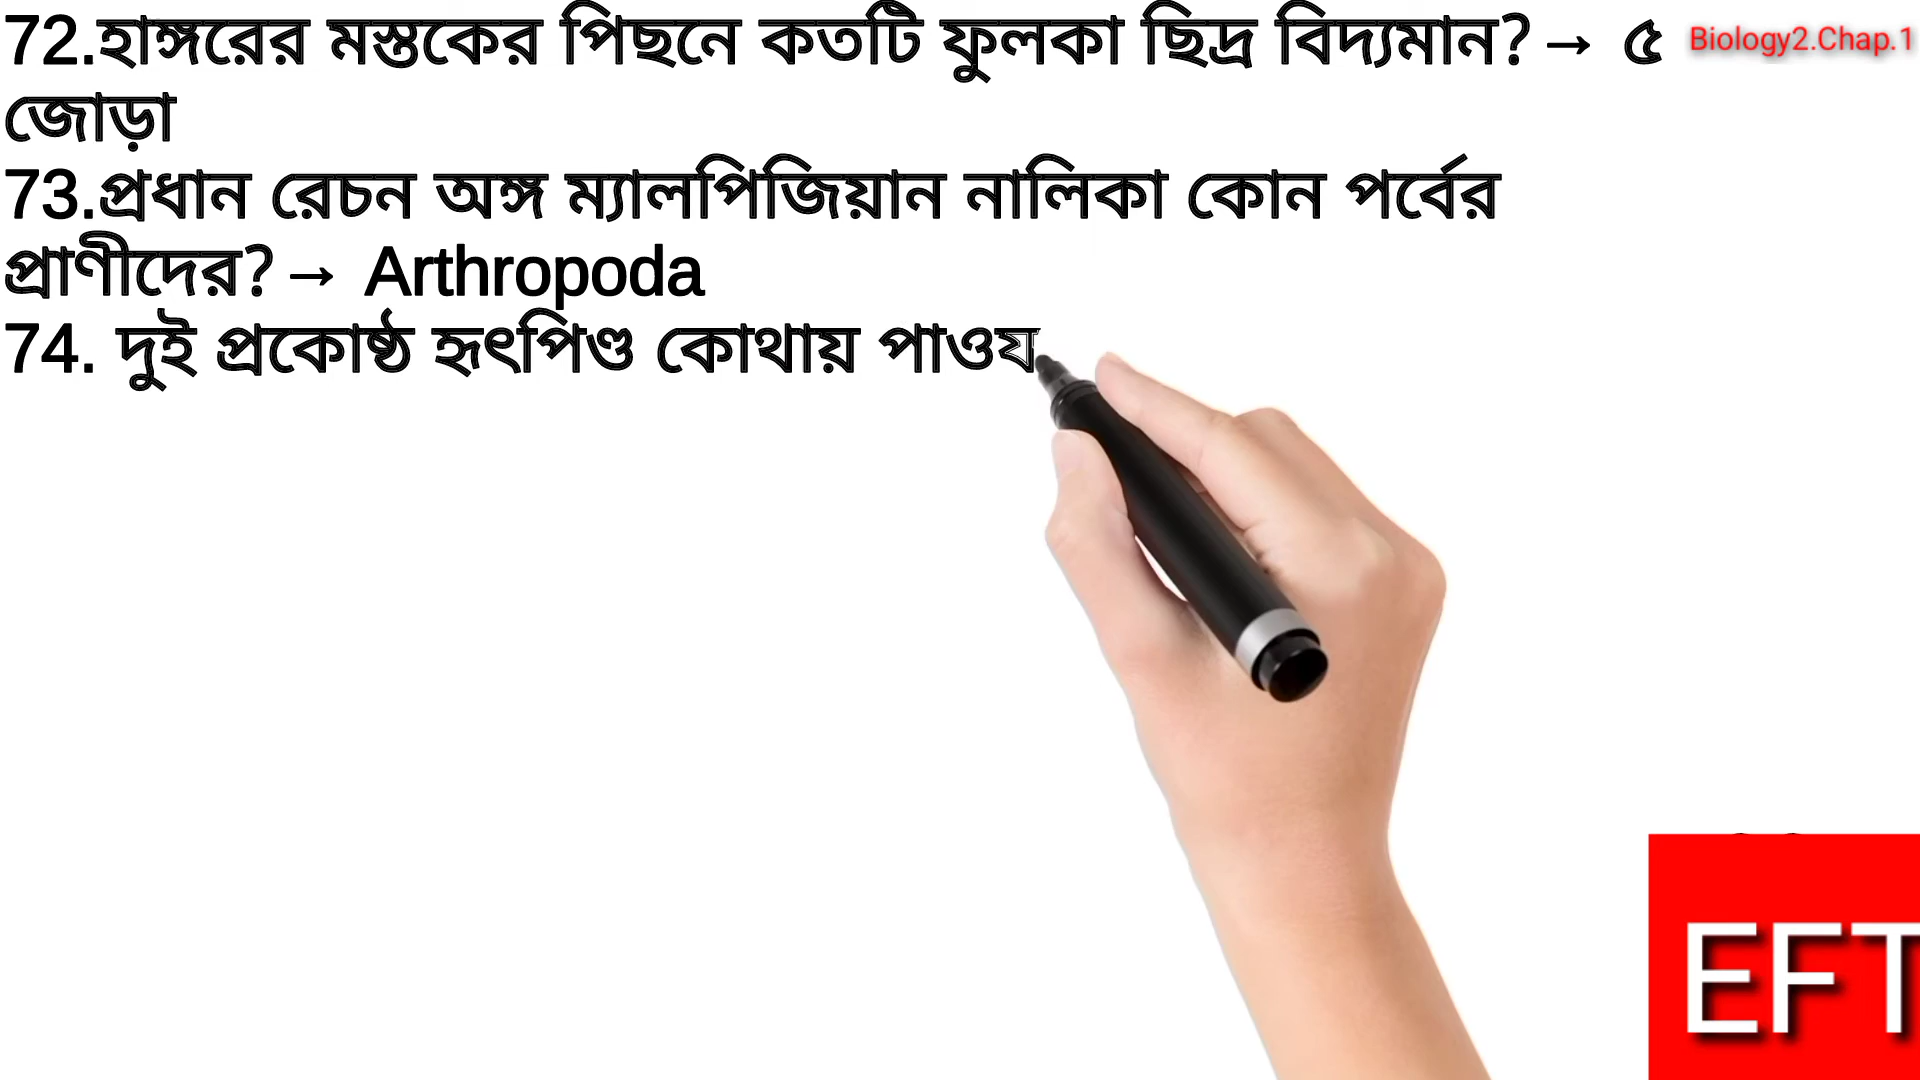 72.হাঙ্গরের মস্তকের পিছনে কতটি ফুলকা ছিদ্র বিদ্যমান?→ ৫
Biology2.Chap.1
জোড়া
73.প্রধান রেচন অঙ্গ ম্যালপিজিয়ান নালিকা কোন পর্বের
প্রাণীদের?→ Arthropoda
74. দুই প্রকোষ্ঠ হৃৎপিণ্ড কোথায় পাওয
EFT